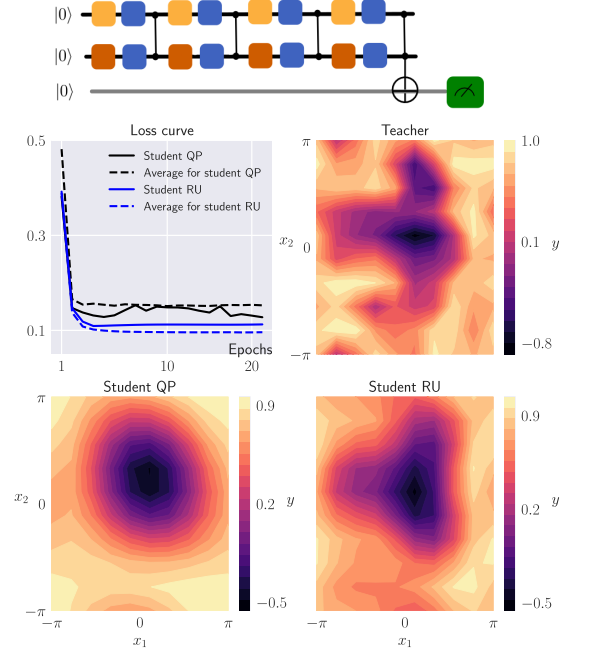 |0⟩
|0⟩
|0⟩
Loss curve
0.5
0.3
0.1
Student QP
Average for student QP
Student RU
Average for student RU
Epochs
1
10
20
Teacher
π
x₂
0
−π
1.0
0.1
y
−0.8
Student QP
π
x₂
0
−π
−π
0
π
x₁
0.9
0.2
y
−0.5
Student RU
−π
0
π
x₁
0.9
0.2
y
−0.5